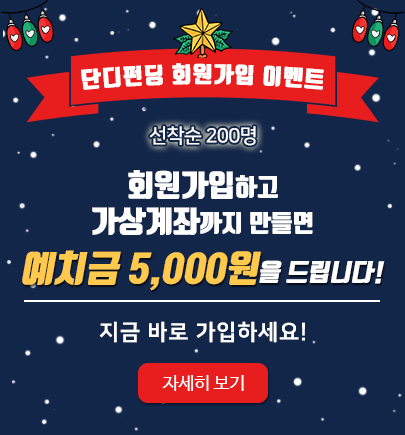 단디펀딩 회원가입 이벤트
선착순 200명
회원가입하고
가상계좌까지 만들면
예치금 5,000원을 드립니다!
지금 바로 가입하세요!
자세히 보기